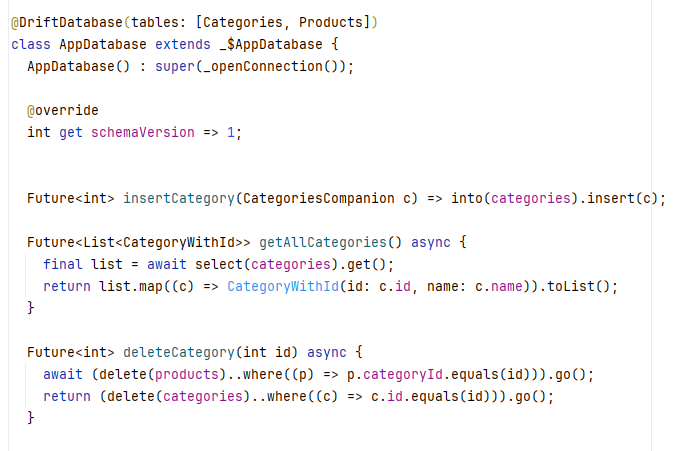 @DriftDatabase(tables: [Categories, Products])
class AppDatabase extends _$AppDatabase {
  AppDatabase() : super(_openConnection());

  @override
  int get schemaVersion => 1;


  Future<int> insertCategory(CategoriesCompanion c) => into(categories).insert(c);

  Future<List<CategoryWithId>> getAllCategories() async {
    final list = await select(categories).get();
    return list.map((c) => CategoryWithId(id: c.id, name: c.name)).toList();
  }

  Future<int> deleteCategory(int id) async {
    await (delete(products)..where((p) => p.categoryId.equals(id))).go();
    return (delete(categories)..where((c) => c.id.equals(id))).go();
  }